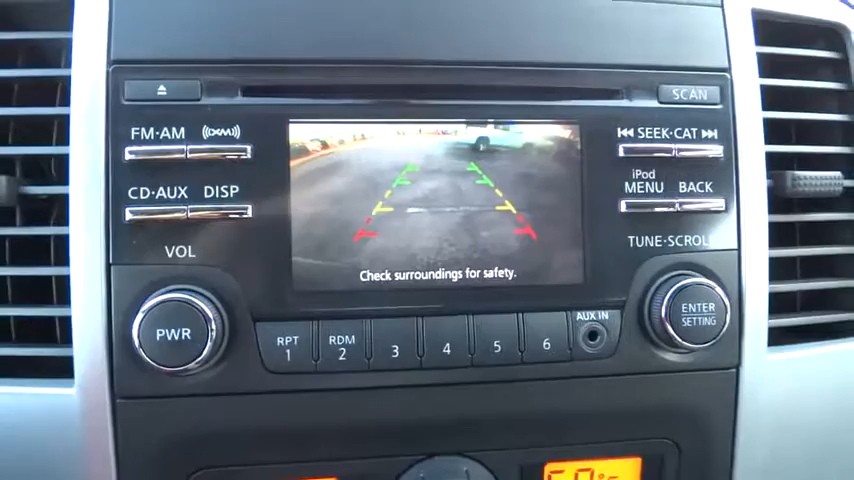 SCAN
FM·AM (XM)
SEEK·CAT
CD·AUX DISP
iPod
MENU BACK
VOL
TUNE·SCROLL
Check surroundings for safety.
PWR
ENTER
SETTING
AUX IN
RPT
1
RDM
2
3
4
5
6